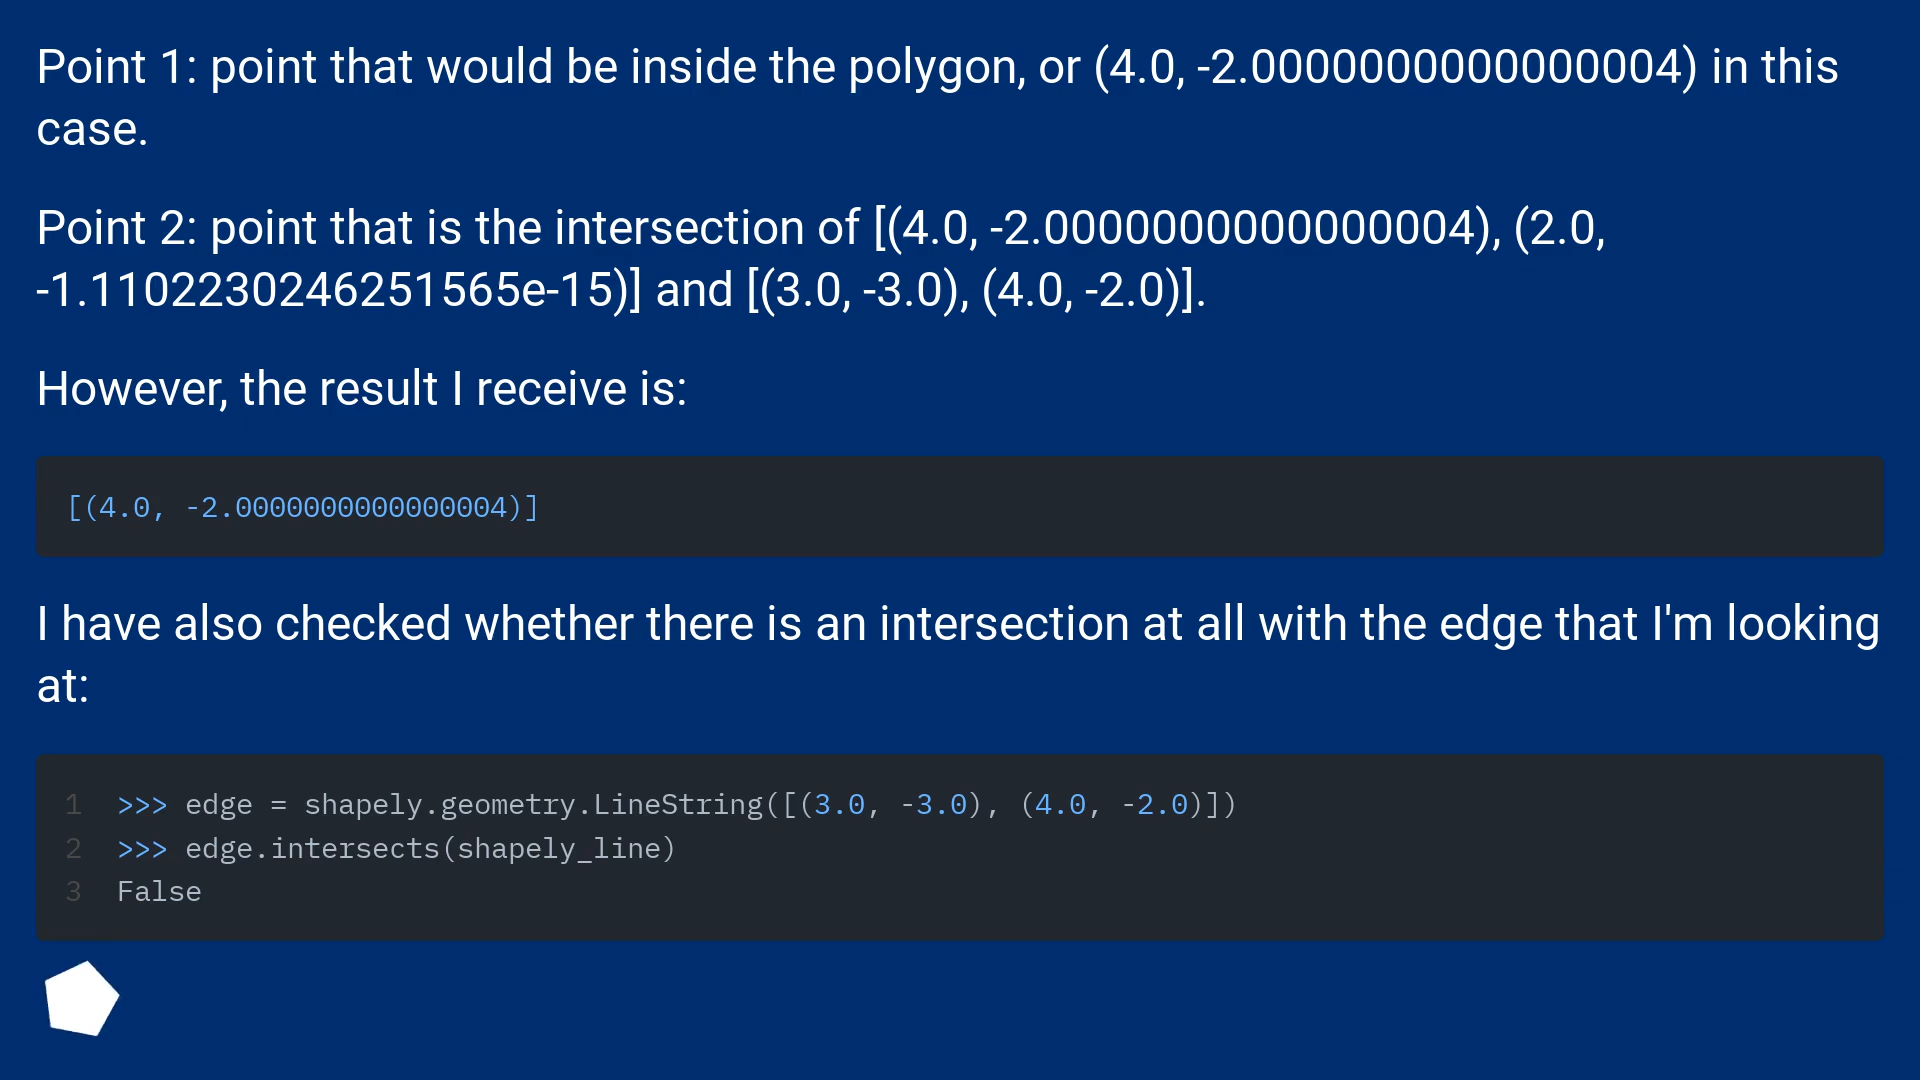 Point 1: point that would be inside the polygon, or (4.0, -2.0000000000000004) in this
case.
Point 2: point that is the intersection of [(4.0, -2.0000000000000004), (2.0,
-1.1102230246251565e-15)] and [(3.0, -3.0), (4.0, -2.0)].
However, the result I receive is:
[(4.0, -2.0000000000000004)]
I have also checked whether there is an intersection at all with the edge that I'm looking
at:
1 >>> edge = shapely.geometry.LineString([(3.0, -3.0), (4.0, -2.0)])
2 >>> edge.intersects(shapely_line)
3 False